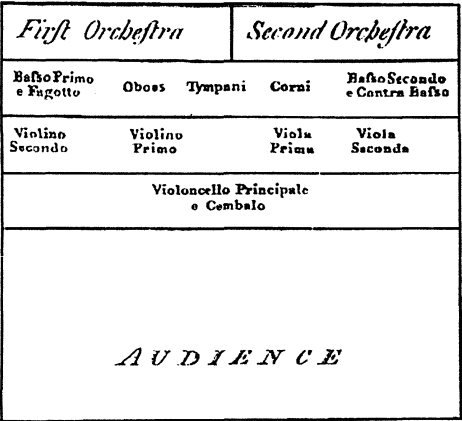 Firſt Orcheſtra
Second Orcheſtra
Baſso Primo
e Fagotto
Oboes
Tympani
Corni
Baſso Secondo
e Contra Baſso
Violino
Secondo
Violino
Primo
Viola
Prima
Viola
Seconda
Violoncello Principale
e Cembalo
AUDIENCE